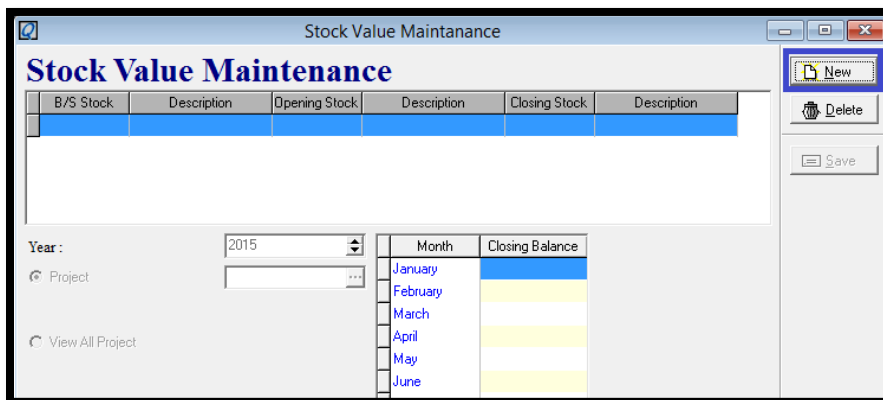 Stock Value Maintanance
Stock Value Maintenance
New
B/S Stock Description Opening Stock Description Closing Stock Description
Delete
Save
Year : 2015
Month Closing Balance
Project
January
February
March
View All Project
April
May
June